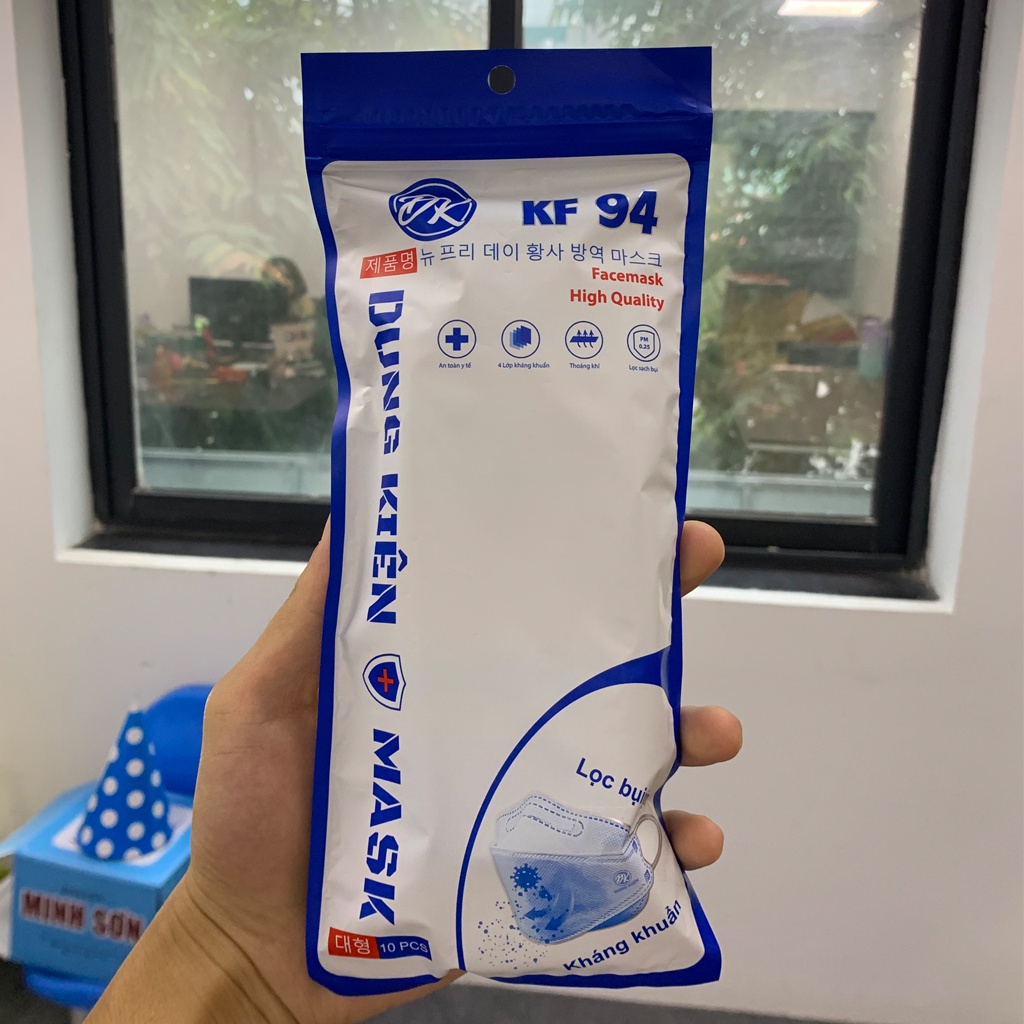 DK
KF 94
제품명 뉴 프리 데이 황사 방역 마스크
Facemask
High Quality
An toàn y tế
4 Lớp kháng khuẩn
Thoáng khí
PM
0.25
Lọc sạch bụi
DUNG KIÊN MASK
Lọc bụi
DK
Kháng khuẩn
대형 10 PCS
MINH SƠN